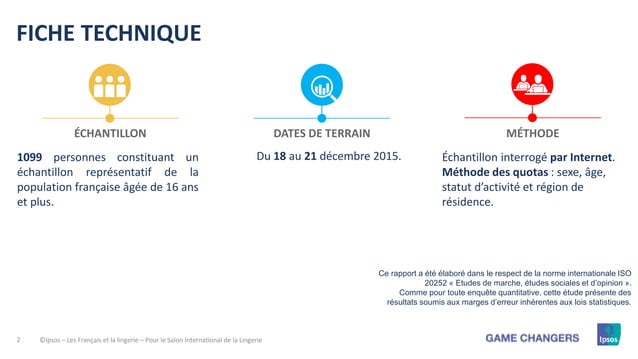 FICHE TECHNIQUE
ÉCHANTILLON
1099 personnes constituant un
échantillon représentatif de la
population française âgée de 16 ans
et plus.
DATES DE TERRAIN
Du 18 au 21 décembre 2015.
MÉTHODE
Échantillon interrogé par Internet.
Méthode des quotas : sexe, âge,
statut d’activité et région de
résidence.
Ce rapport a été élaboré dans le respect de la norme internationale ISO
20252 « Etudes de marché, études sociales et d’opinion ».
Comme pour toute enquête quantitative, cette étude présente des
résultats soumis aux marges d’erreur inhérentes aux lois statistiques.
2 ©Ipsos – Les Français et la lingerie – Pour le Salon International de la Lingerie
GAME CHANGERS
Ipsos